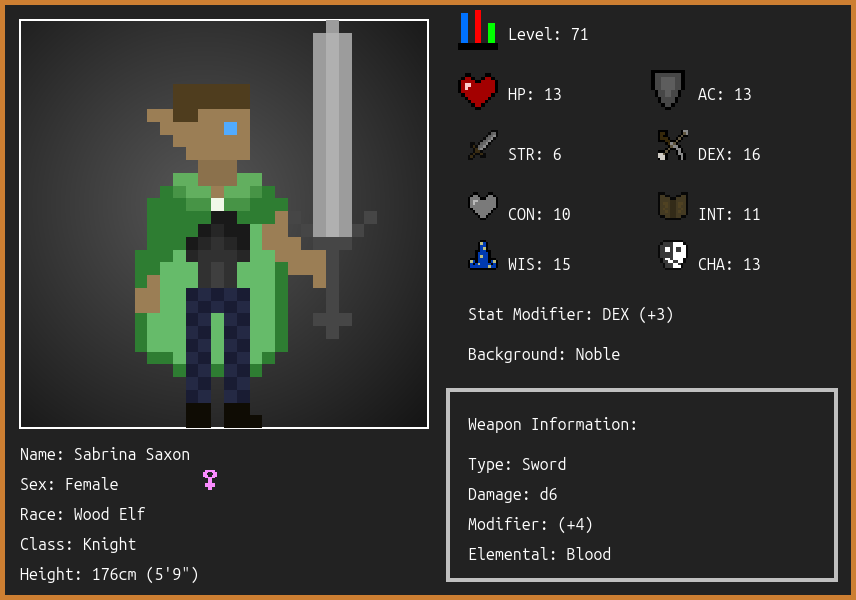 Level: 71
HP: 13
AC: 13
STR: 6
DEX: 16
CON: 10
INT: 11
WIS: 15
CHA: 13
Stat Modifier: DEX (+3)
Background: Noble
Weapon Information:
Type: Sword
Damage: d6
Modifier: (+4)
Elemental: Blood
Name: Sabrina Saxon
Sex: Female
Race: Wood Elf
Class: Knight
Height: 176cm (5'9")